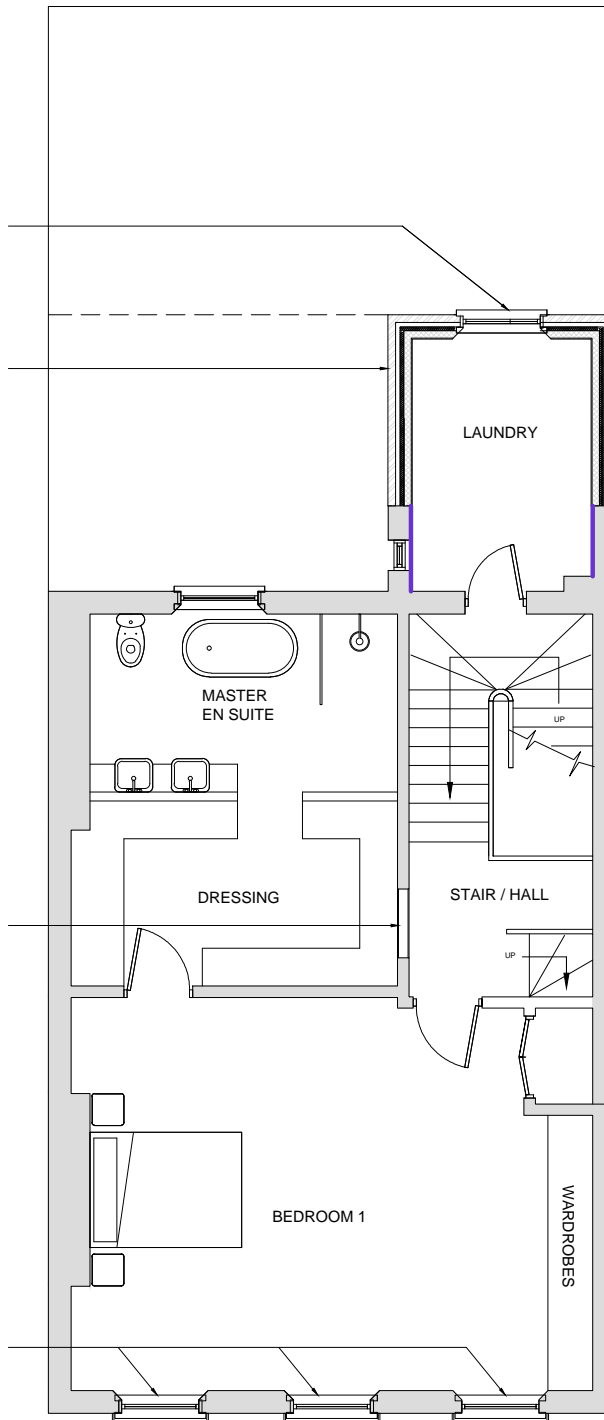 LAUNDRY
MASTER
EN SUITE
UP
DRESSING
STAIR / HALL
UP
BEDROOM 1
WARDROBES